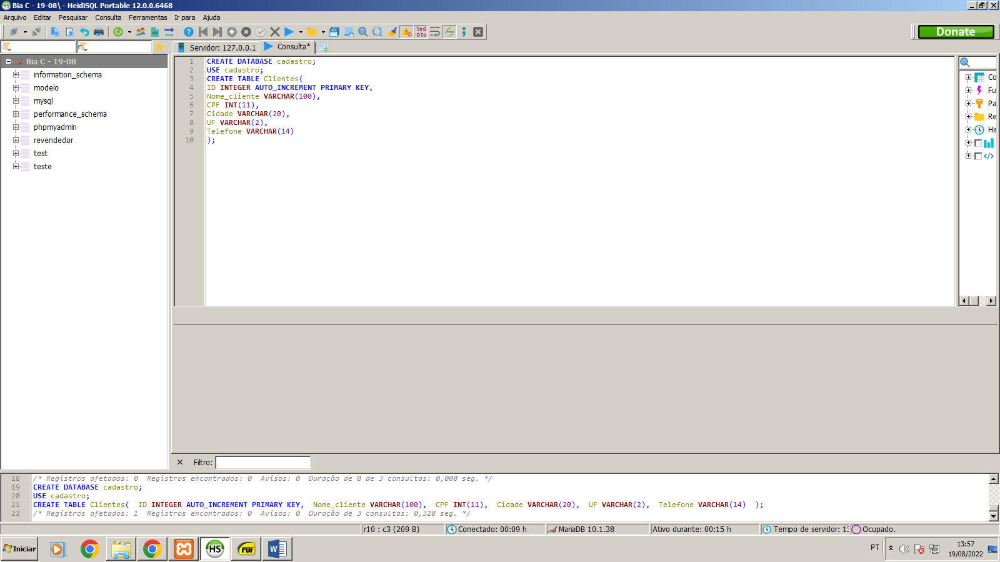 HS Bia C - 19-08\ - HeidiSQL Portable 12.0.0.6468
Arquivo Editar Pesquisar Consulta Ferramentas Ir para Ajuda
Donate
Servidor: 127.0.0.1 Consulta*
Bia C - 19-08
information_schema
modelo
mysql
performance_schema
phpmyadmin
revendedor
test
teste
1 CREATE DATABASE cadastro;
2 USE cadastro;
3 CREATE TABLE Clientes(
4 ID INTEGER AUTO_INCREMENT PRIMARY KEY,
5 Nome_cliente VARCHAR(100),
6 CPF INT(11),
7 Cidade VARCHAR(20),
8 UF VARCHAR(2),
9 Telefone VARCHAR(14)
10 );
Co
Fu
Pa
Re
His
Filtro:
18 /* Registros afetados: 0 Registros encontrados: 0 Avisos: 0 Duração de 0 de 3 consultas: 0,000 seg. */
19 CREATE DATABASE cadastro;
20 USE cadastro;
21 CREATE TABLE Clientes( ID INTEGER AUTO_INCREMENT PRIMARY KEY, Nome_cliente VARCHAR(100), CPF INT(11), Cidade VARCHAR(20), UF VARCHAR(2), Telefone VARCHAR(14) );
22 /* Registros afetados: 1 Registros encontrados: 0 Avisos: 0 Duração de 3 consultas: 0,328 seg. */
r10 : c3 (209 B) Conectado: 00:09 h MariaDB 10.1.38 Ativo durante: 00:15 h Tempo de servidor: 13 Ocupado.
Iniciar HS PDF W PT 13:57
19/08/2022